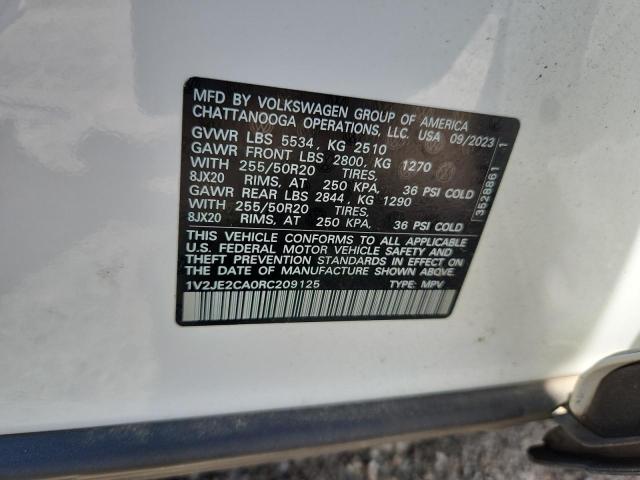 MFD BY VOLKSWAGEN GROUP OF AMERICA
CHATTANOOGA OPERATIONS, LLC. USA 09/2023
GVWR LBS 5534, KG 2510
GAWR FRONT LBS 2800, KG 1270
WITH 255/50R20 TIRES,
8JX20 RIMS, AT 250 KPA, 36 PSI COLD
GAWR REAR LBS 2844, KG 1290
WITH 255/50R20 TIRES,
8JX20 RIMS, AT 250 KPA, 36 PSI COLD
THIS VEHICLE CONFORMS TO ALL APPLICABLE
U.S. FEDERAL MOTOR VEHICLE SAFETY AND
THEFT PREVENTION STANDARDS IN EFFECT ON
THE DATE OF MANUFACTURE SHOWN ABOVE.
1V2JE2CA0RC209125 TYPE: MPV
3528861 1